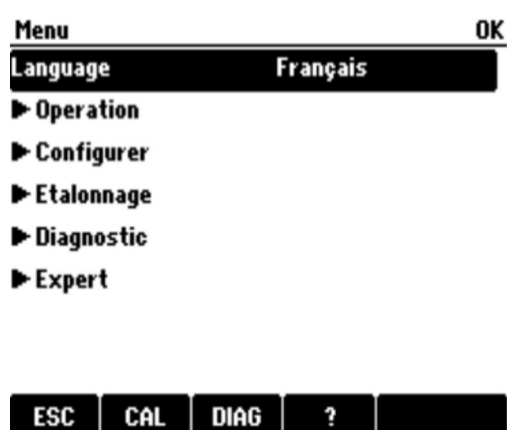 Menu OK
Language Français
▶ Operation
▶ Configurer
▶ Etalonnage
▶ Diagnostic
▶ Expert
ESC CAL DIAG ?